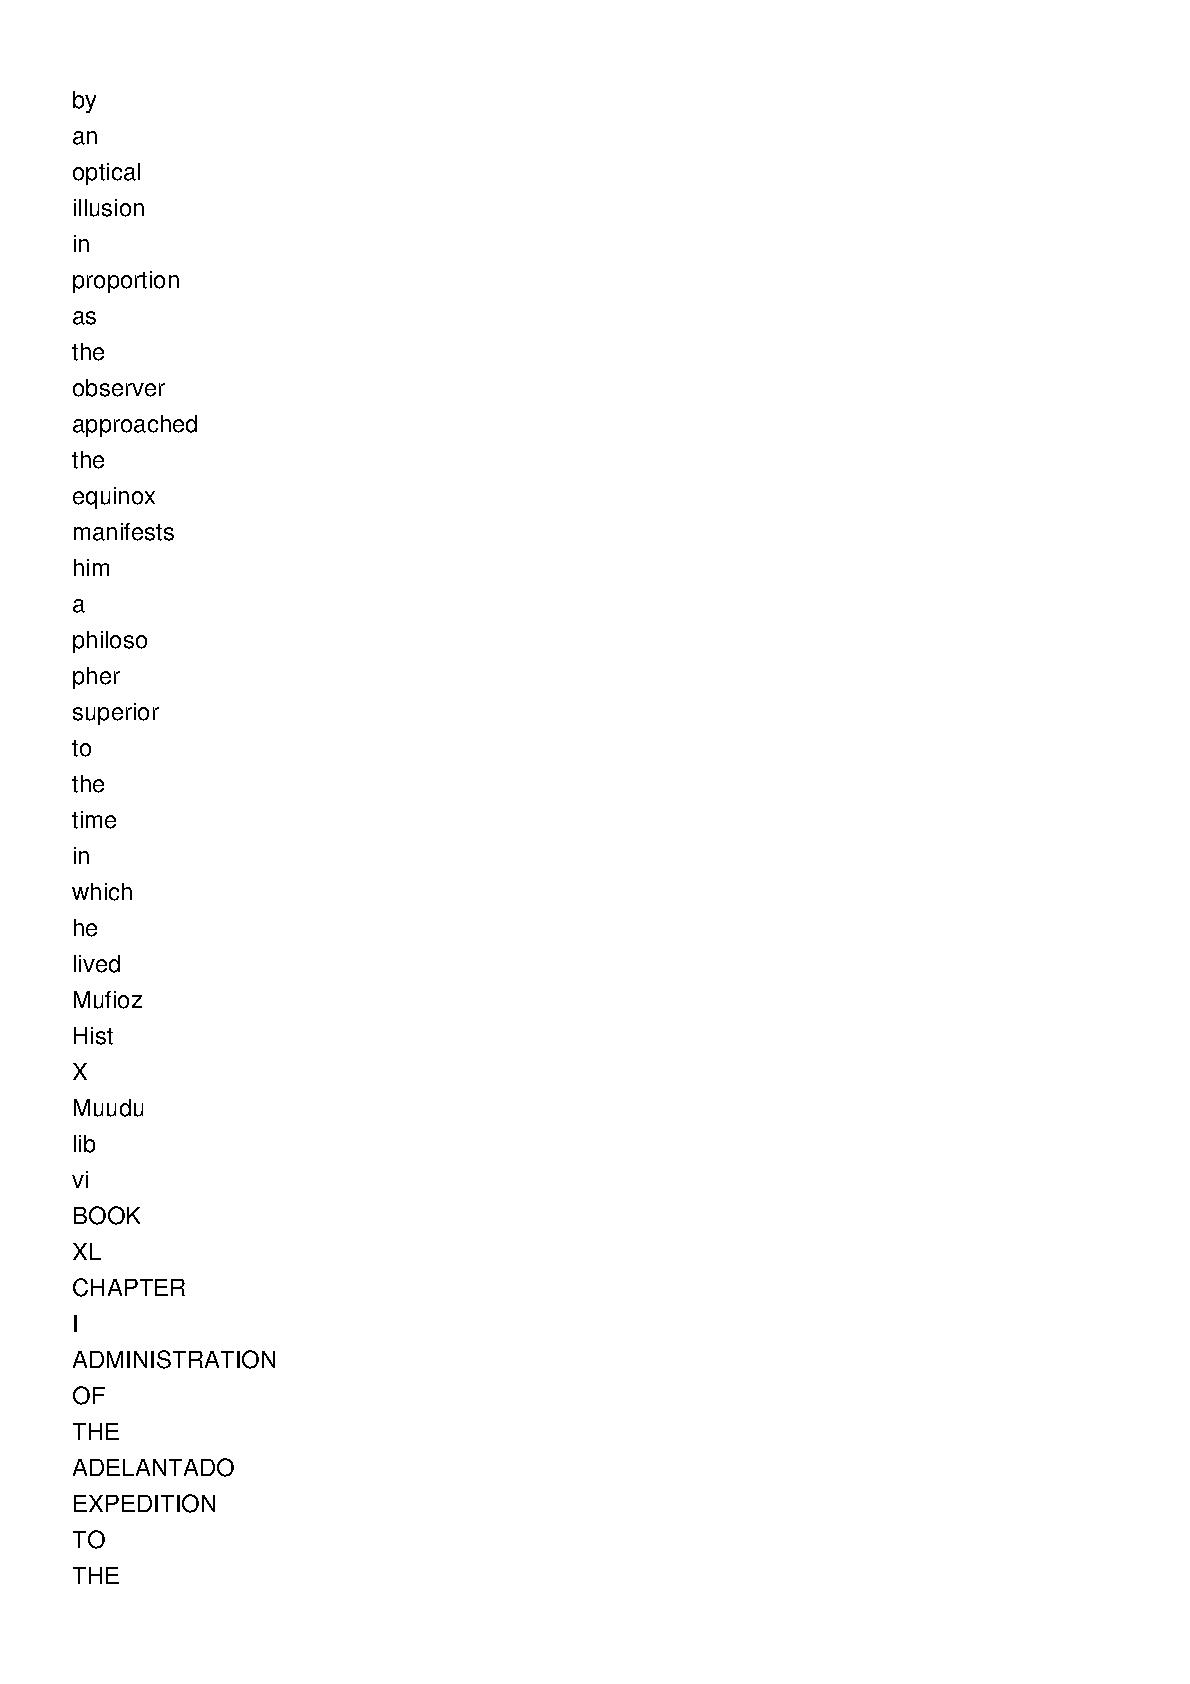 by
an
optical
illusion
in
proportion
as
the
observer
approached
the
equinox
manifests
him
a
philoso
pher
superior
to
the
time
in
which
he
lived
Mufioz
Hist
X
Muudu
lib
vi
BOOK
XL
CHAPTER
I
ADMINISTRATION
OF
THE
ADELANTADO
EXPEDITION
TO
THE